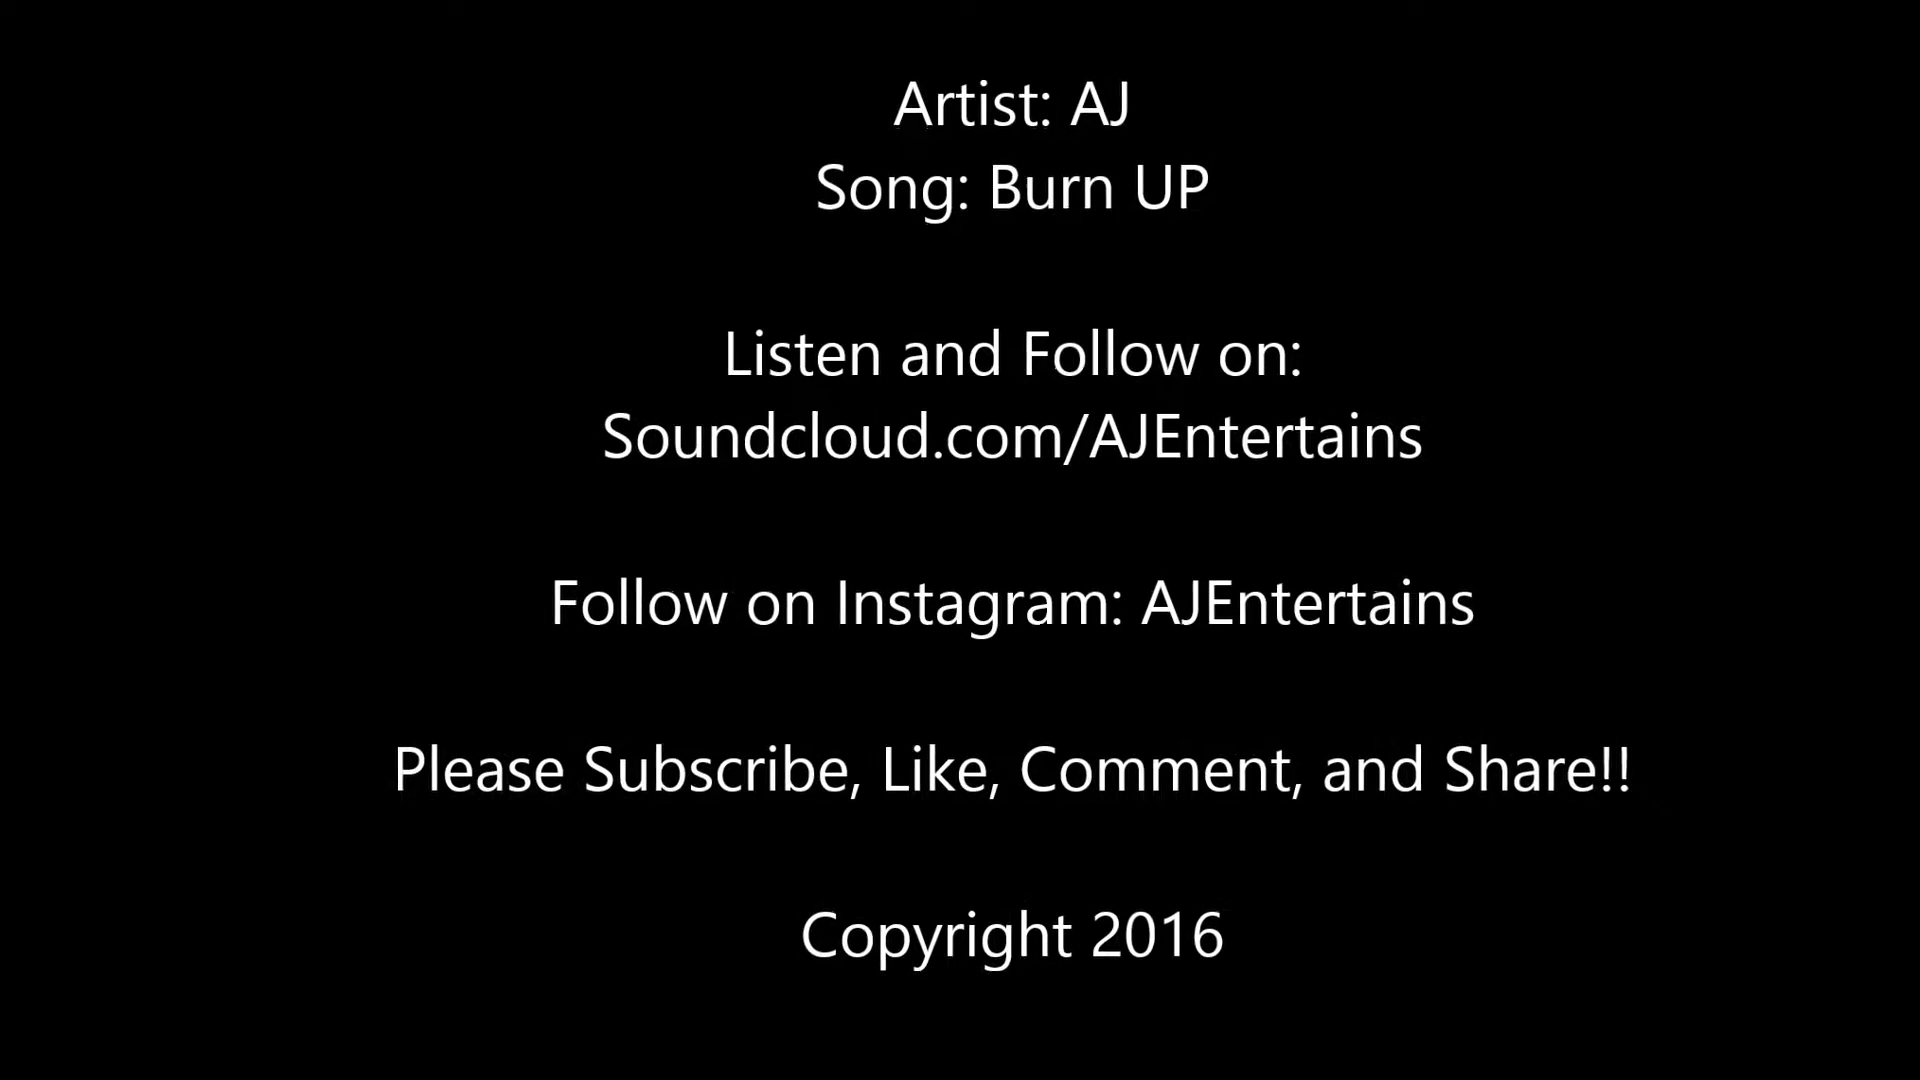 Artist: AJ
Song: Burn UP
Listen and Follow on:
Soundcloud.com/AJEntertains
Follow on Instagram: AJEntertains
Please Subscribe, Like, Comment, and Share!!
Copyright 2016